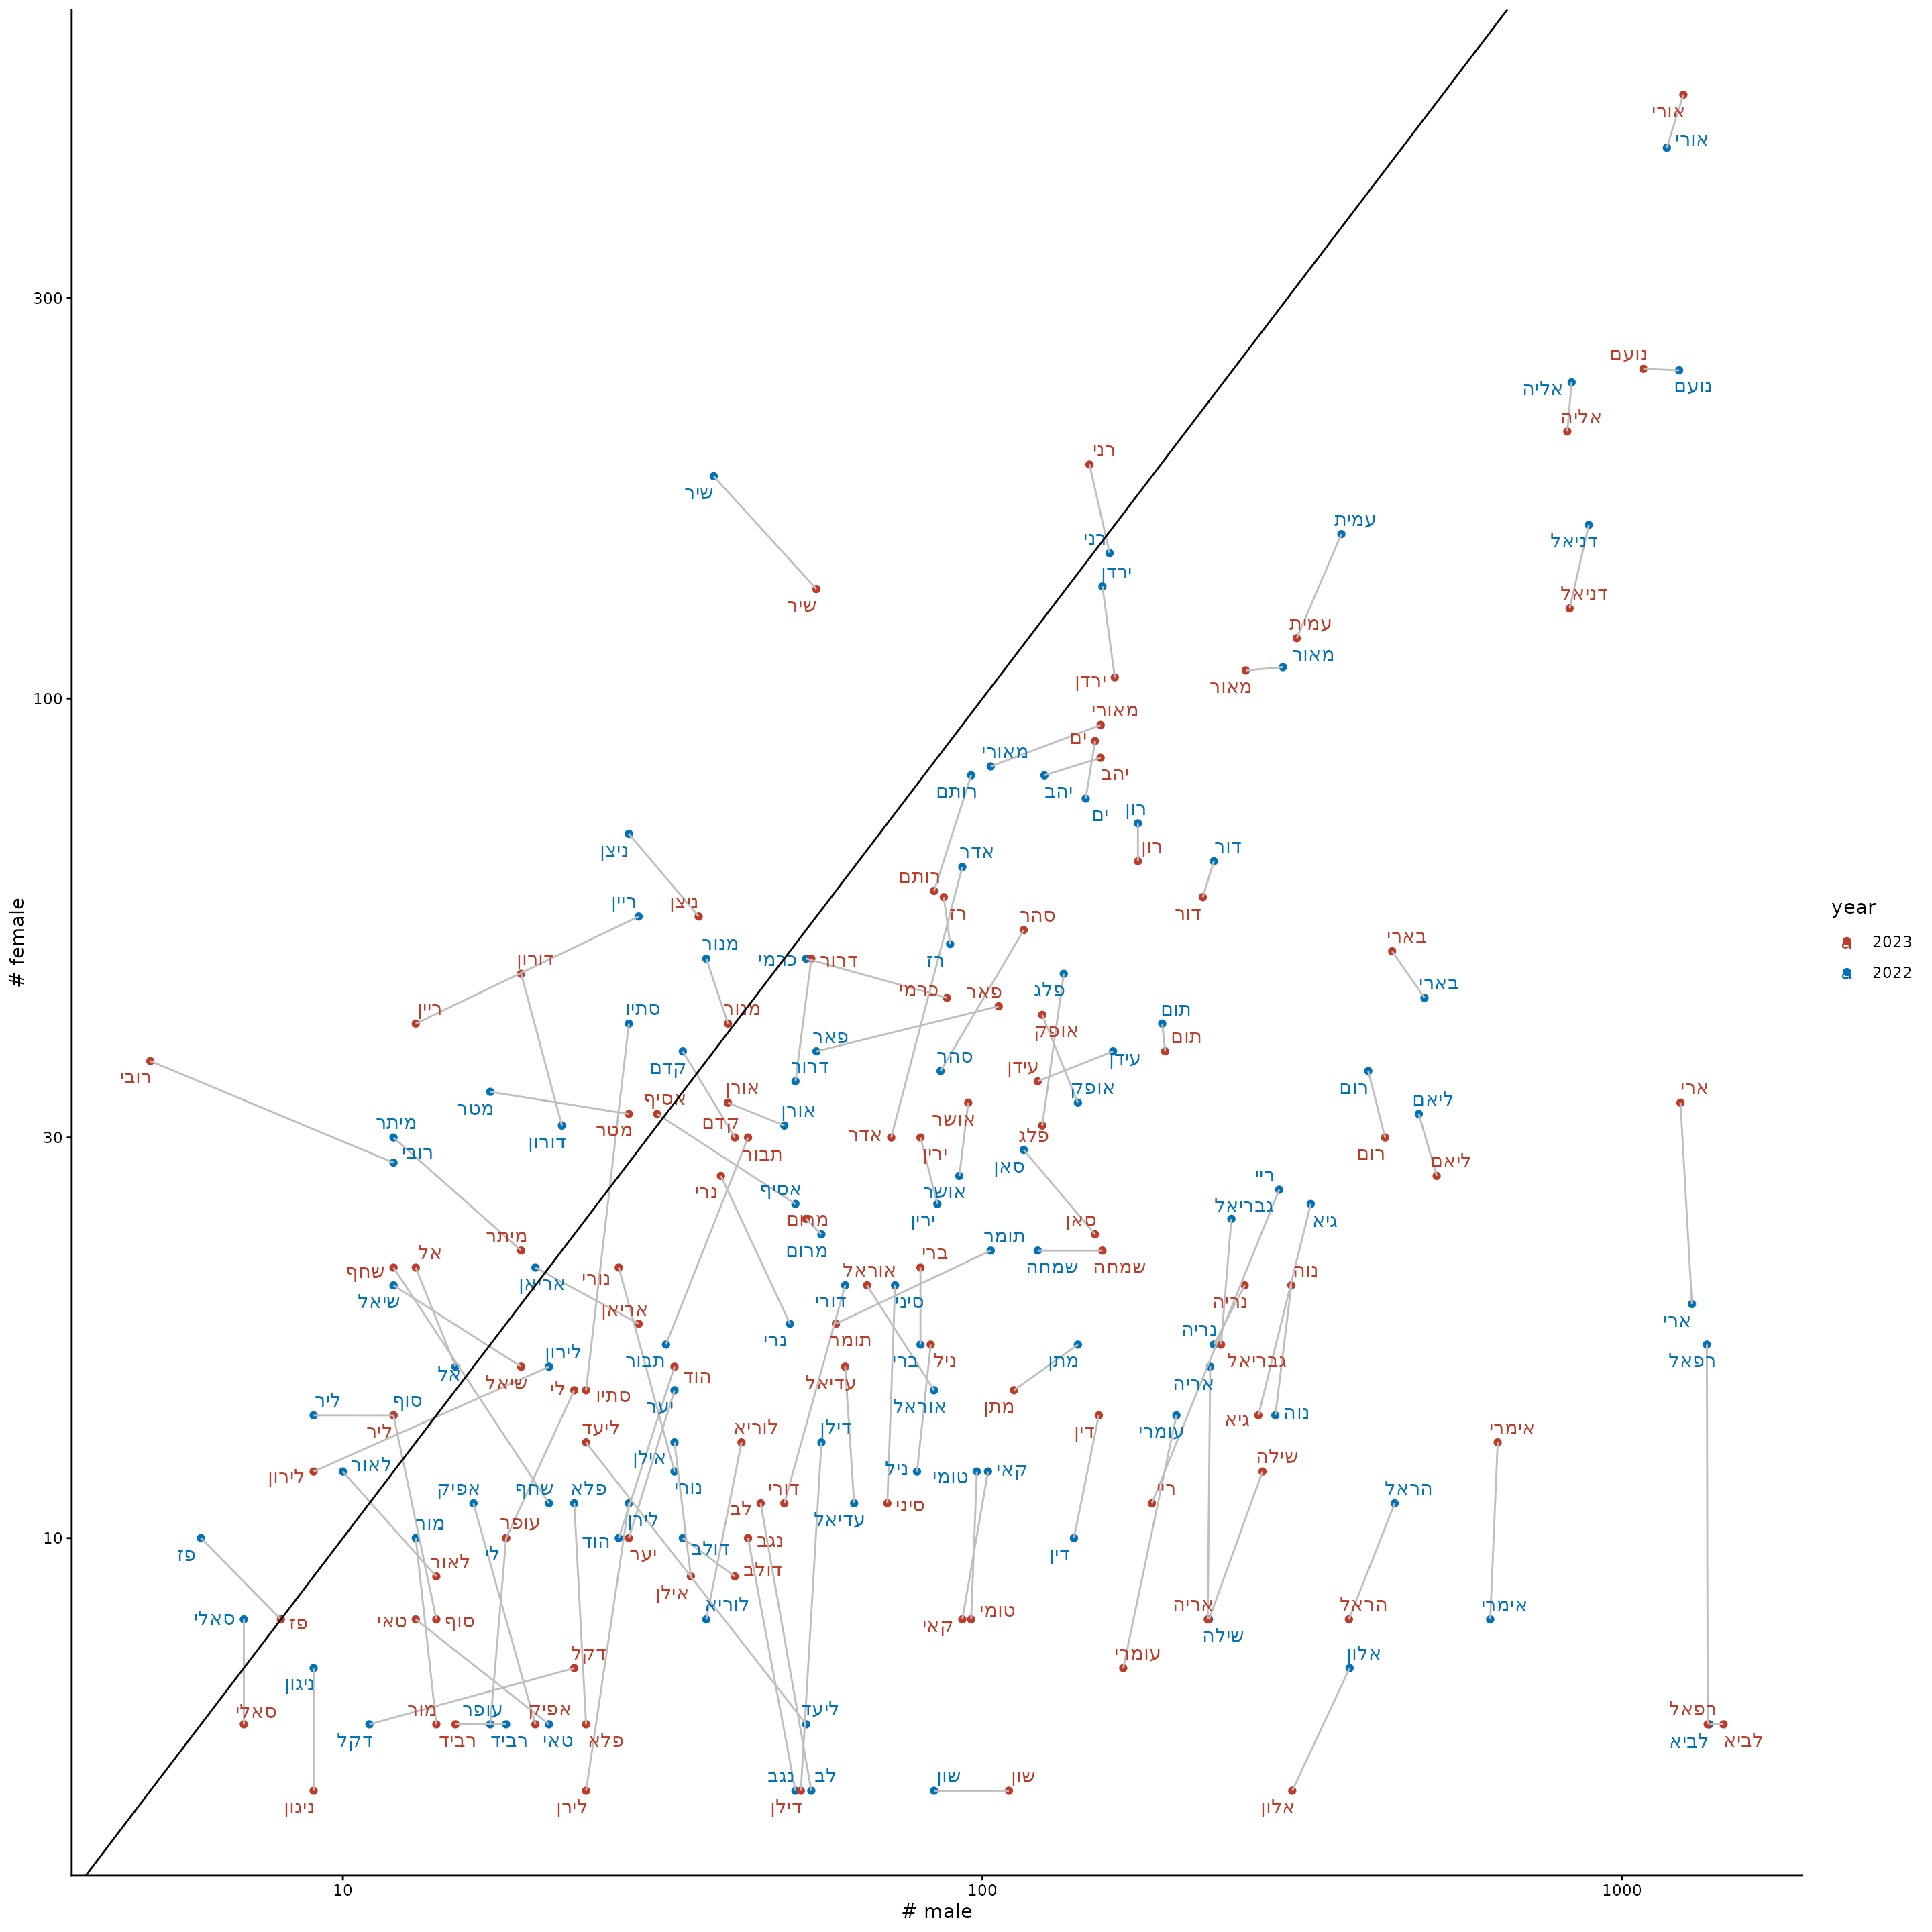 אורי
אורי
300
נועם
נועם
אליה
אליה
רני
שיר
עמית
רני
דניאל
ירדן
דניאל
שיר
עמית
מאור
ירדן
מאור
100
מאורי
ים
מאורי
יהב
רותם
יהב
ים
רון
ניצן
רון
אדר
דור
רותם
ריין
ניצן
רז
דור
סהר
year
2023
2022
# female
מנור
בארי
דורון
כרמי
דרור
רז
בארי
כרמי
פאר
פלג
ריין
סתיו
מנור
תום
אופק
תום
פאר
סהר
עידן
קדם
דרור
עידן
רובי
אופק
רום
ארי
מטר
אורן
אסיף
אורן
ליאם
אושר
מיתר
מטר
קדם
אדר
פלג
דורון
30
רובי
תבור
ירין
רום
ליאם
סאן
ריי
נרי
אסיף
אושר
גבריאל
ירין
מרום
סאן
גיא
מיתר
מרום
תומר
אל
שחף
אריאן
נורי
אוראל
ברי
שמחה
שמחה
נוה
שיאל
דורי
סיני
נריה
אריאן
נרי
תומר
נריה
ארי
לירון
תבור
ברי
ניל
מתן
גבריאל
רפאל
אל
שיאל
הוד
עדיאל
אריה
לי
סתיו
יער
אוראל
מתן
ליר
סוף
ליר
ליעד
לוריא
דילן
דין
עומרי
גיא
נוה
אימרי
לירון
לאור
אילן
ניל
טומי
קאי
שילה
אפיק
שחף
פלא
נורי
לב
דורי
סיני
ריי
הראל
מור
עופר
לירן
עדיאל
10
פז
לי
הוד
יער
דולב
נגב
דין
לאור
אילן
דולב
סאלי
פז
טאי
סוף
לוריא
קאי
טומי
אריה
שילה
הראל
אימרי
ניגון
דקל
עומרי
אלון
סאלי
מור
עופר
אפיק
ליעד
רפאל
דקל
רביד
רביד
טאי
פלא
לביא
לביא
נגב
לב
שון
שון
ניגון
לירן
דילן
אלון
10
100
1000
# male